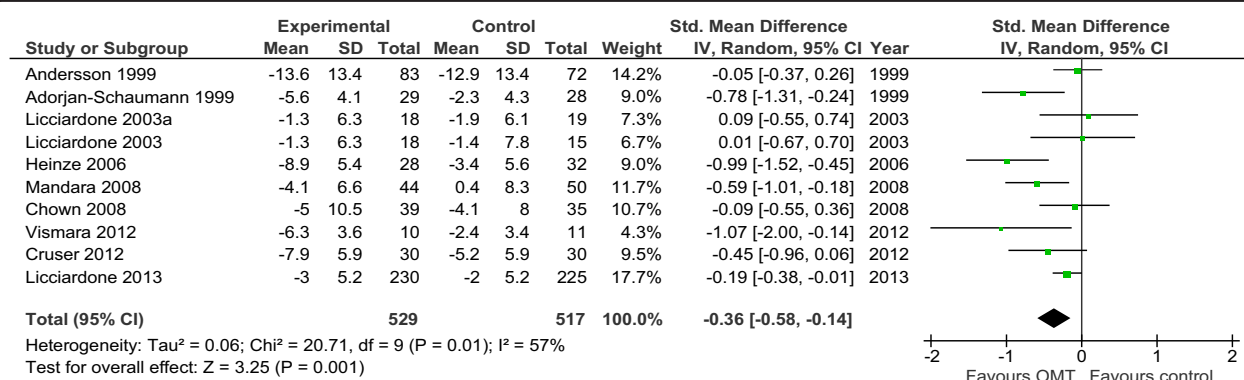 Experimental Control Std. Mean Difference Std. Mean Difference
Study or Subgroup Mean SD Total Mean SD Total Weight IV, Random, 95% CI Year IV, Random, 95% CI
Andersson 1999 -13.6 13.4 83 -12.9 13.4 72 14.2% -0.05 [-0.37, 0.26] 1999
Adorjan-Schaumann 1999 -5.6 4.1 29 -2.3 4.3 28 9.0% -0.78 [-1.31, -0.24] 1999
Licciardone 2003a -1.3 6.3 18 -1.9 6.1 19 7.3% 0.09 [-0.55, 0.74] 2003
Licciardone 2003 -1.3 6.3 18 -1.4 7.8 15 6.7% 0.01 [-0.67, 0.70] 2003
Heinze 2006 -8.9 5.4 28 -3.4 5.6 32 9.0% -0.99 [-1.52, -0.45] 2006
Mandara 2008 -4.1 6.6 44 0.4 8.3 50 11.7% -0.59 [-1.01, -0.18] 2008
Chown 2008 -5 10.5 39 -4.1 8 35 10.7% -0.09 [-0.55, 0.36] 2008
Vismara 2012 -6.3 3.6 10 -2.4 3.4 11 4.3% -1.07 [-2.00, -0.14] 2012
Cruser 2012 -7.9 5.9 30 -5.2 5.9 30 9.5% -0.45 [-0.96, 0.06] 2012
Licciardone 2013 -3 5.2 230 -2 5.2 225 17.7% -0.19 [-0.38, -0.01] 2013
Total (95% CI) 529 517 100.0% -0.36 [-0.58, -0.14]
Heterogeneity: Tau² = 0.06; Chi² = 20.71, df = 9 (P = 0.01); I² = 57%
Test for overall effect: Z = 3.25 (P = 0.001)
-2 -1 0 1 2
Favours OMT Favours control